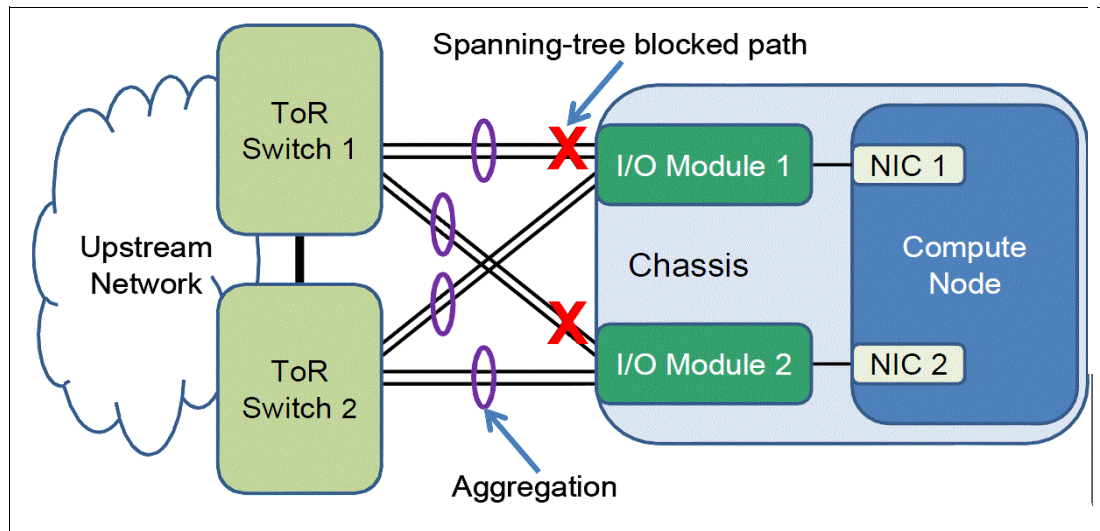 Spanning-tree blocked path
ToR
Switch 1
I/O Module 1
NIC 1
Upstream
Network
Chassis
Compute
Node
ToR
Switch 2
I/O Module 2
NIC 2
Aggregation